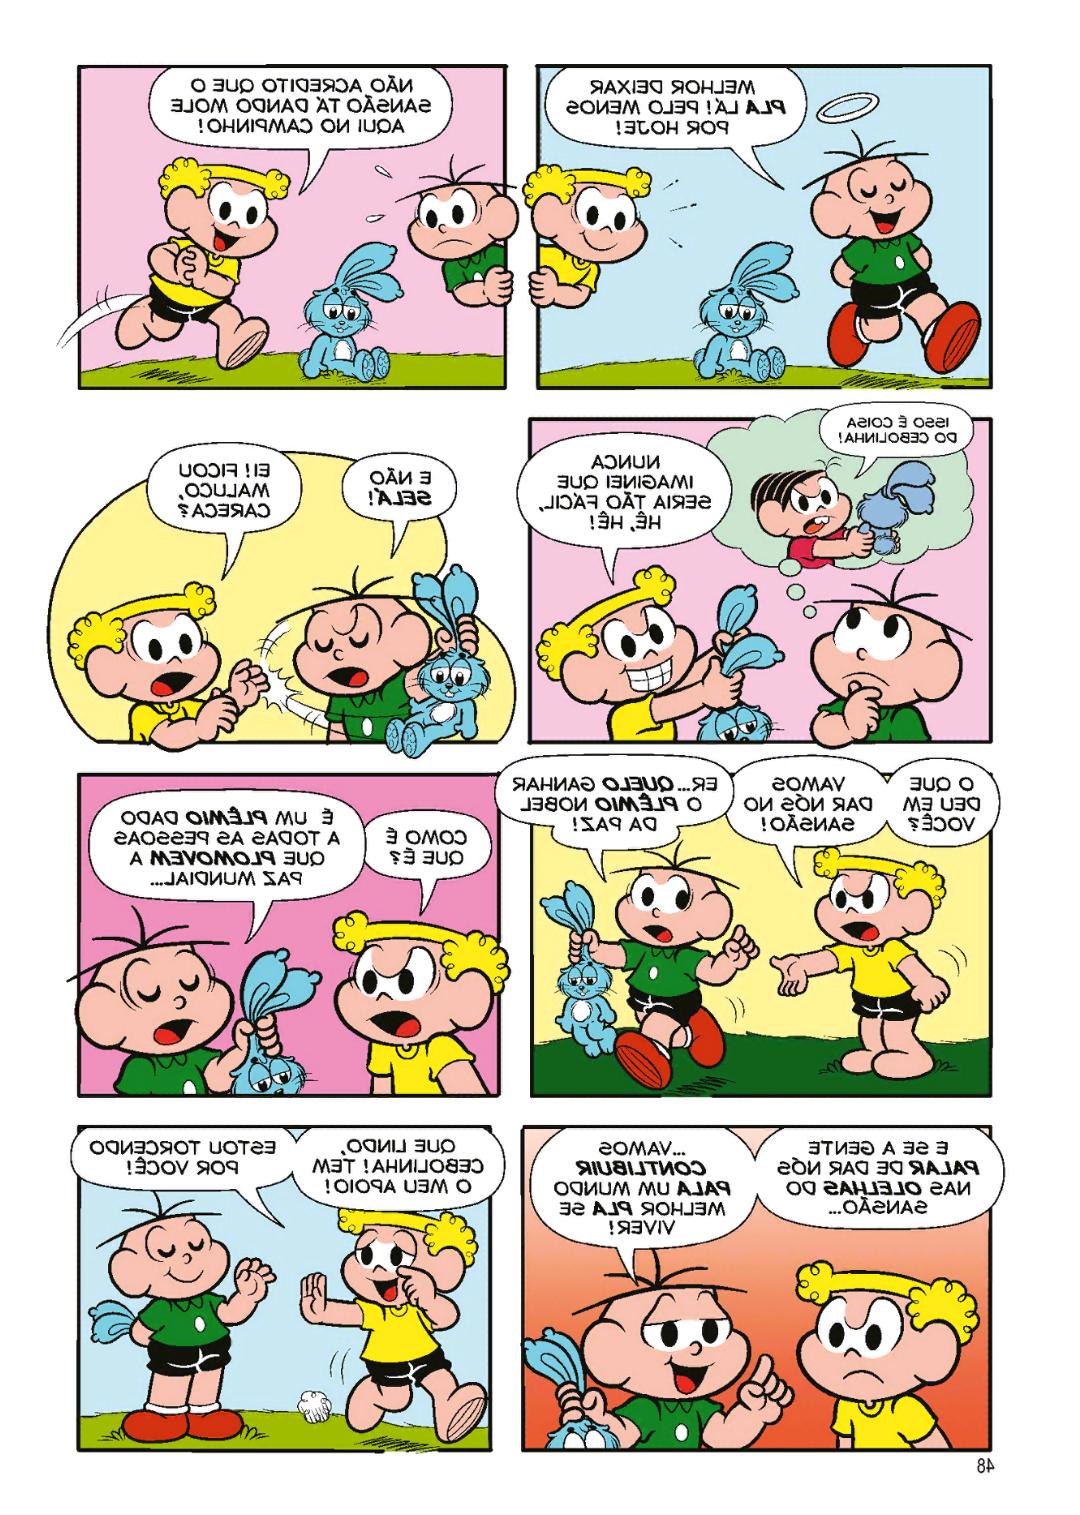 MELHOR DEIXAR
PLA LÁ! PELO MENOS
POR HOJE!
NÃO ACREDITO QUE O
SANSÃO TÁ DANDO MOLE
AQUI NO CAMPINHO!
ISSO É COISA
DO CEBOLINHA!
NUNCA
IMAGINEI QUE
SERIA TÃO FÁCIL,
HÊ, HÊ!
E NÃO
SELÁ!
EI! FICOU
MALUCO,
CARECA?
O QUE
DEU EM
VOCÊ?
VAMOS
DAR NÓS NO
SANSÃO!
ER... QUELO GANHAR
O PLÊMIO NOBEL
DA PAZ!
COMO É
QUE É?
É UM PLÊMIO DADO
A TODAS AS PESSOAS
QUE PLOMOVEM A
PAZ MUNDIAL...
E SE A GENTE
PALAR DE DAR NÓS
NAS OLELHAS DO
SANSÃO...
...VAMOS
CONTLIBUIR
PALA UM MUNDO
MELHOR PLA SE
VIVER!
QUE LINDO,
CEBOLINHA! TEM
O MEU APOIO!
ESTOU TORCENDO
POR VOCÊ!
48